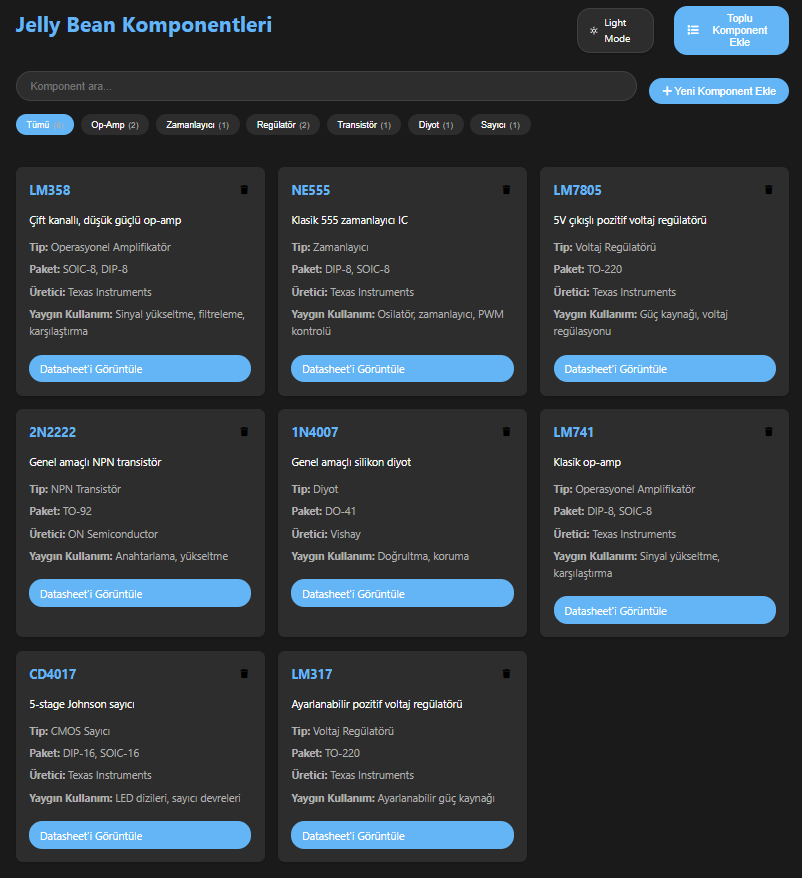 Jelly Bean Komponentleri
Light
Mode
Toplu
Komponent
Ekle
Komponent ara...
Yeni Komponent Ekle
Tümü
Op-Amp (2)
Zamanlayıcı (1)
Regülatör (2)
Transistör (1)
Diyot (1)
Sayıcı (1)
LM358
Çift kanallı, düşük güçlü op-amp
Tip: Operasyonel Amplifikatör
Paket: SOIC-8, DIP-8
Üretici: Texas Instruments
Yaygın Kullanım: Sinyal yükseltme, filtreleme,
karşılaştırma
Datasheet'i Görüntüle
NE555
Klasik 555 zamanlayıcı IC
Tip: Zamanlayıcı
Paket: DIP-8, SOIC-8
Üretici: Texas Instruments
Yaygın Kullanım: Osilatör, zamanlayıcı, PWM
kontrolü
Datasheet'i Görüntüle
LM7805
5V çıkışlı pozitif voltaj regülatörü
Tip: Voltaj Regülatörü
Paket: TO-220
Üretici: Texas Instruments
Yaygın Kullanım: Güç kaynağı, voltaj
regülasyonu
Datasheet'i Görüntüle
2N2222
Genel amaçlı NPN transistör
Tip: NPN Transistör
Paket: TO-92
Üretici: ON Semiconductor
Yaygın Kullanım: Anahtarlama, yükseltme
Datasheet'i Görüntüle
1N4007
Genel amaçlı silikon diyot
Tip: Diyot
Paket: DO-41
Üretici: Vishay
Yaygın Kullanım: Doğrultma, koruma
Datasheet'i Görüntüle
LM741
Klasik op-amp
Tip: Operasyonel Amplifikatör
Paket: DIP-8, SOIC-8
Üretici: Texas Instruments
Yaygın Kullanım: Sinyal yükseltme,
karşılaştırma
Datasheet'i Görüntüle
CD4017
5-stage Johnson sayıcı
Tip: CMOS Sayıcı
Paket: DIP-16, SOIC-16
Üretici: Texas Instruments
Yaygın Kullanım: LED dizileri, sayıcı devreleri
Datasheet'i Görüntüle
LM317
Ayarlanabilir pozitif voltaj regülatörü
Tip: Voltaj Regülatörü
Paket: TO-220
Üretici: Texas Instruments
Yaygın Kullanım: Ayarlanabilir güç kaynağı
Datasheet'i Görüntüle